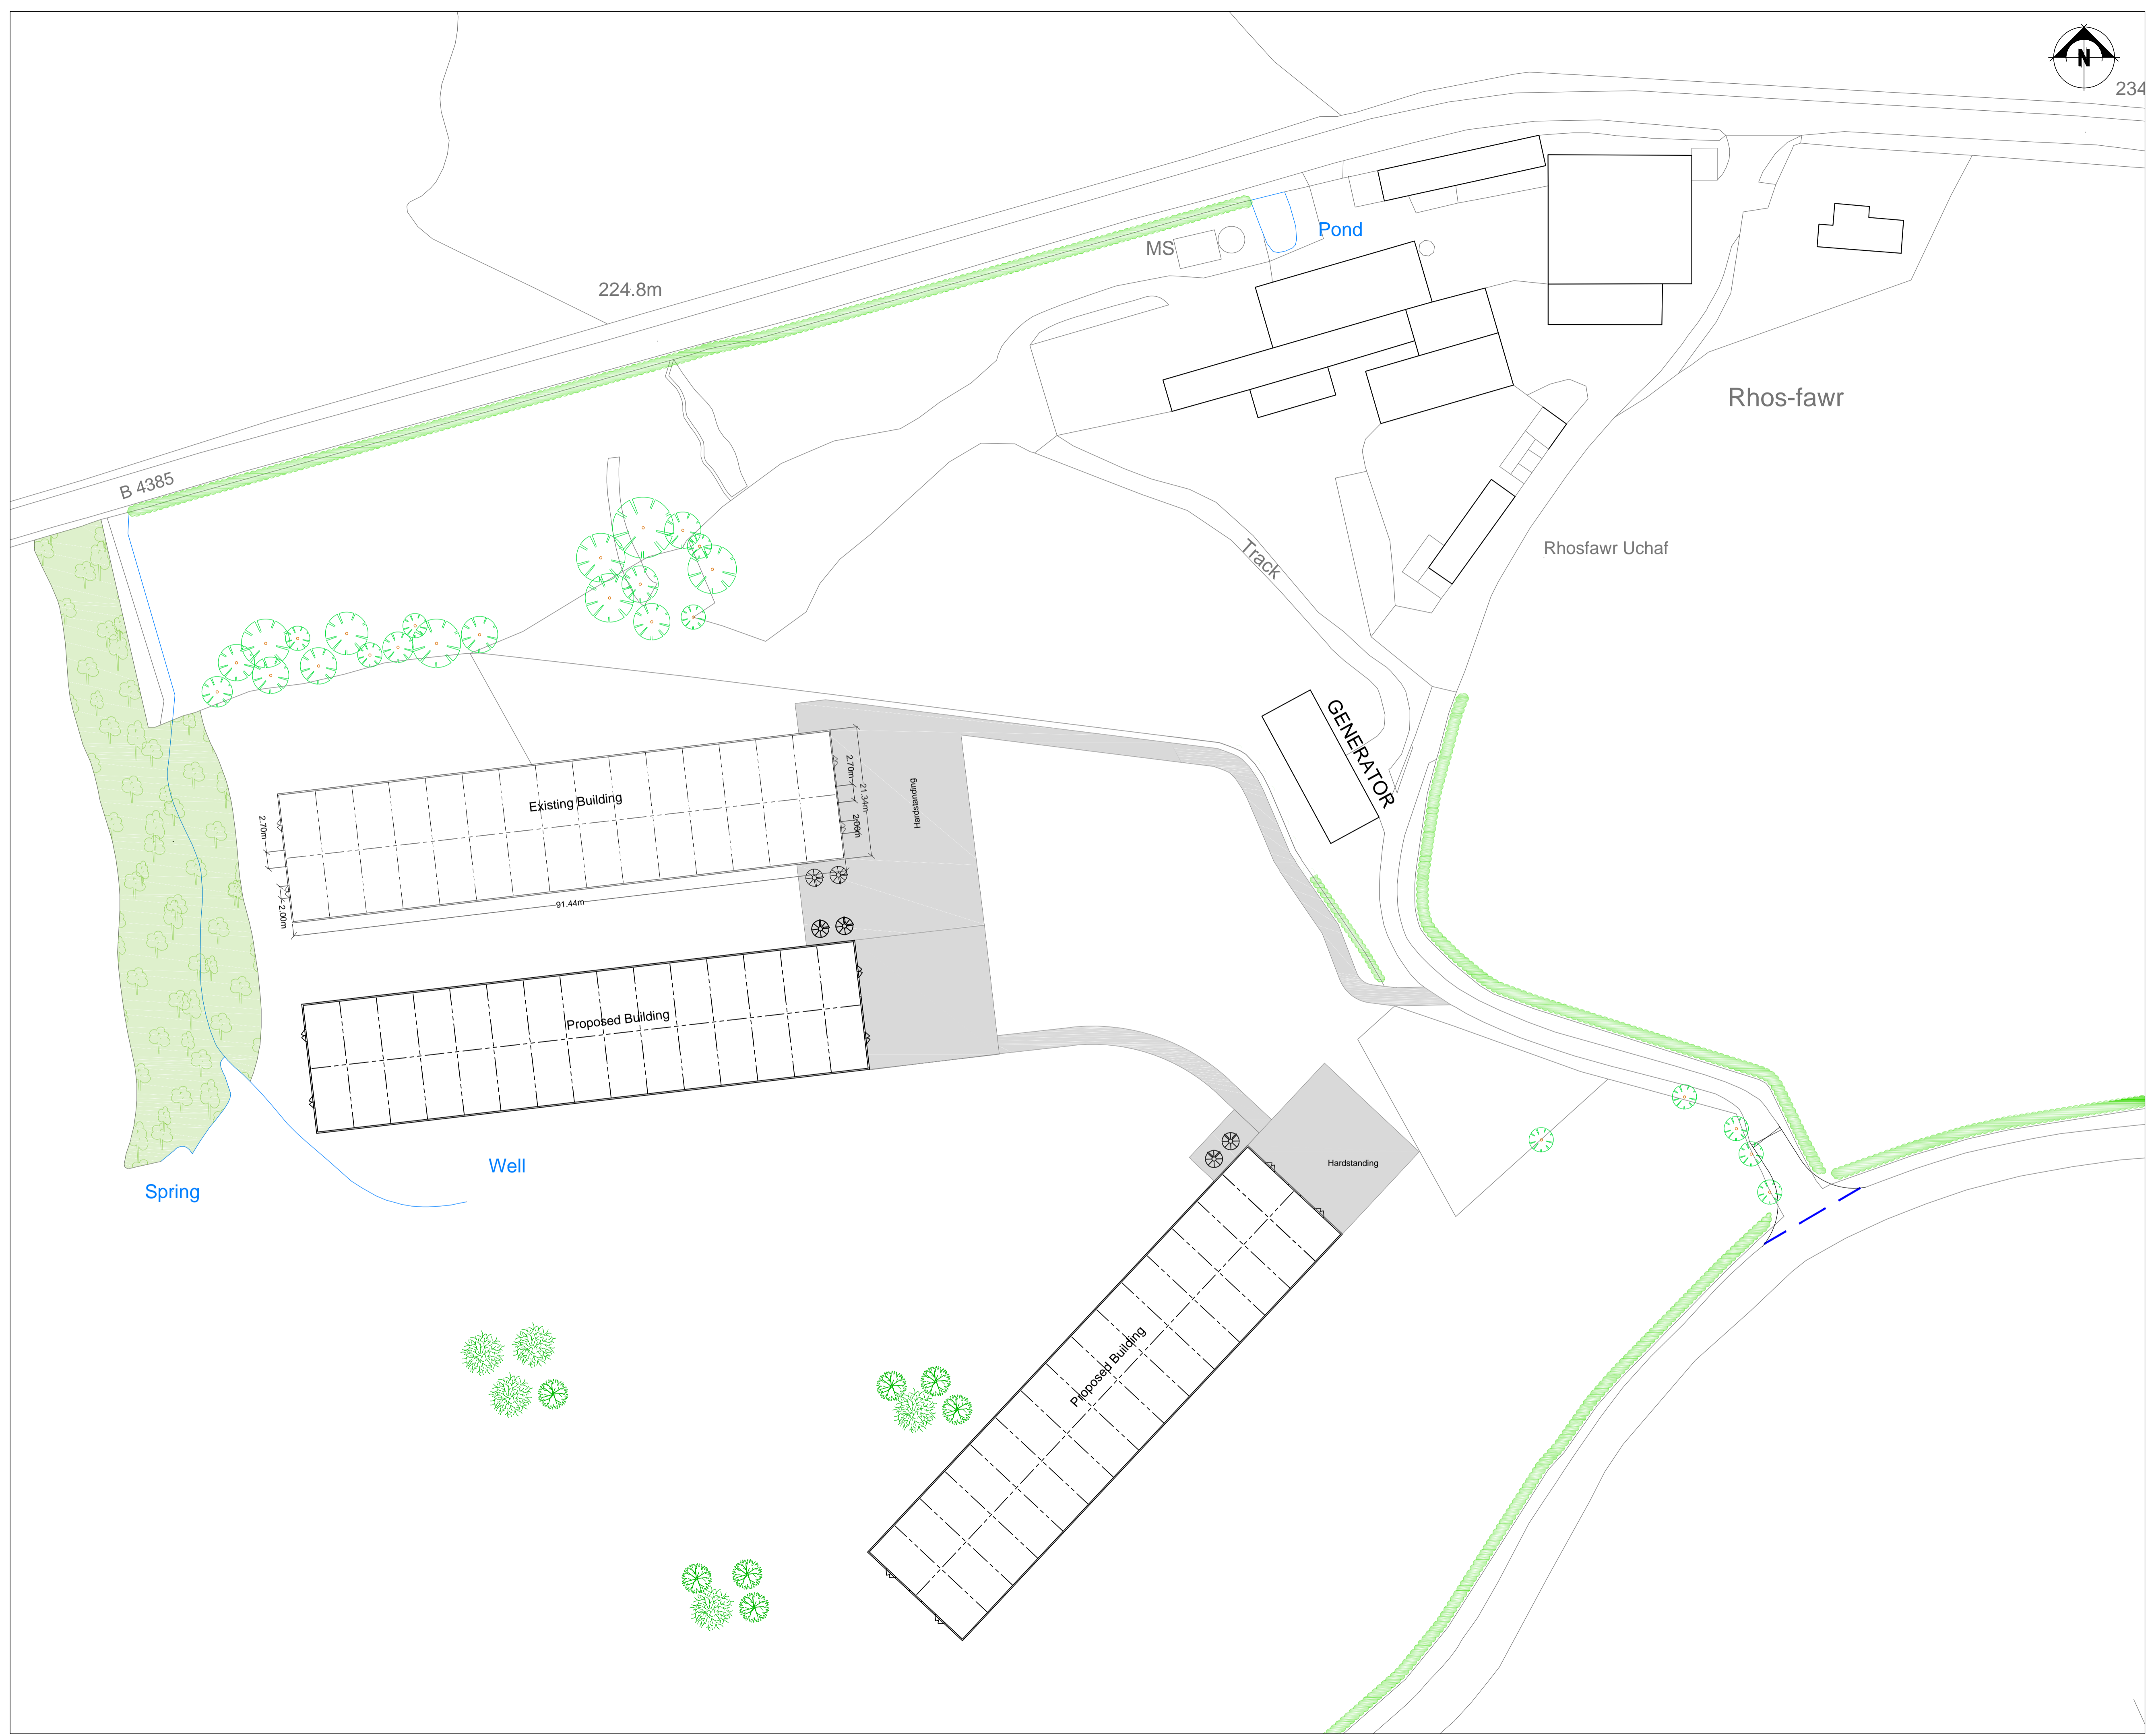 N
234
Pond
MS
224.8m
Rhos-fawr
B 4385
Rhosfawr Uchaf
Track
GENERATOR
Existing Building
2.70m
21.34m
2.00m
Hardstanding
2.70m
2.00m
91.44m
Proposed Building
Well
Spring
Hardstanding
Proposed Building